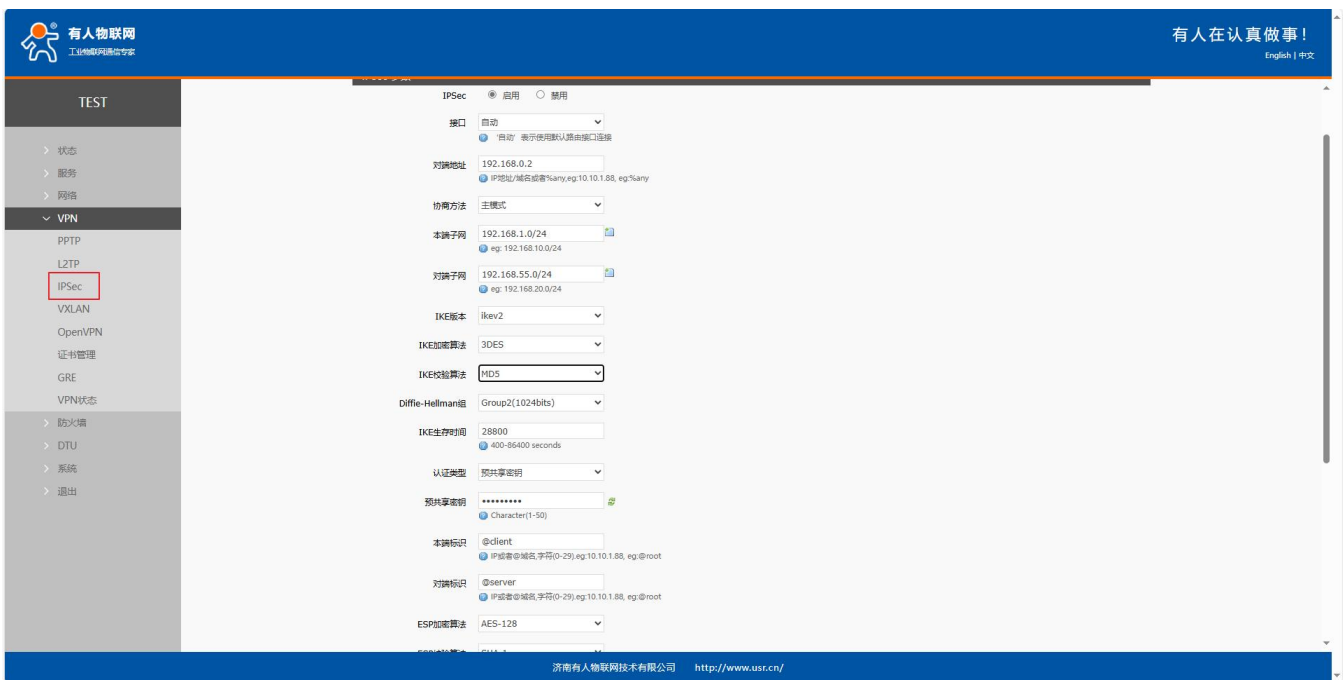 有人物联网
工业物联网通信专家
有人在认真做事！
English | 中文
TEST
状态
服务
网络
VPN
PPTP
L2TP
IPSec
VXLAN
OpenVPN
证书管理
GRE
VPN状态
防火墙
DTU
系统
退出
IPSec 启用 禁用
接口 自动
'自动' 表示使用默认路由接口连接
对端地址 192.168.0.2
IP地址/域名或者%any,eg:10.10.1.88, eg:%any
协商方法 主模式
本端子网 192.168.1.0/24
eg: 192.168.10.0/24
对端子网 192.168.55.0/24
eg: 192.168.20.0/24
IKE版本 ikev2
IKE加密算法 3DES
IKE校验算法 MD5
Diffie-Hellman组 Group2(1024bits)
IKE生存时间 28800
400-86400 seconds
认证类型 预共享密钥
预共享密钥 •••••••••
Character(1-50)
本端标识 @client
IP或者@域名,字符(0-29).eg:10.10.1.88, eg:@root
对端标识 @server
IP或者@域名,字符(0-29).eg:10.10.1.88, eg:@root
ESP加密算法 AES-128
济南有人物联网技术有限公司 http://www.usr.cn/